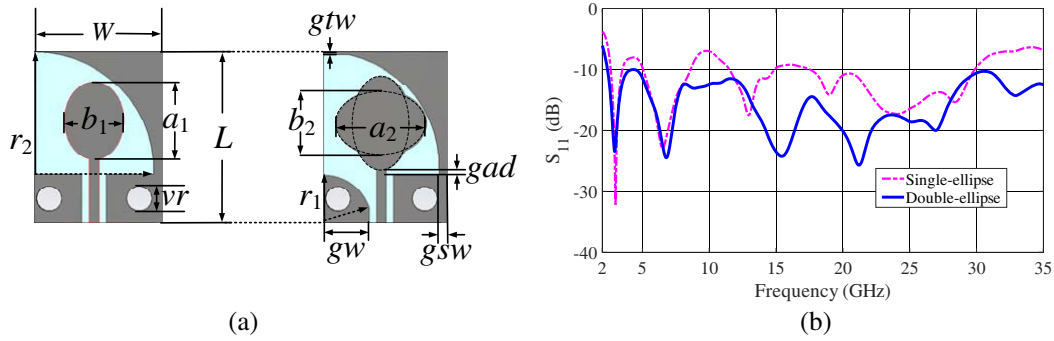 W
gtw
b1
a1
r2
L
b2
a2
gad
vr
r1
gw
gsw
(a)
0
-10
-20
-30
-40
S11 (dB)
Single-ellipse
Double-ellipse
2 5 10 15 20 25 30 35
Frequency (GHz)
(b)